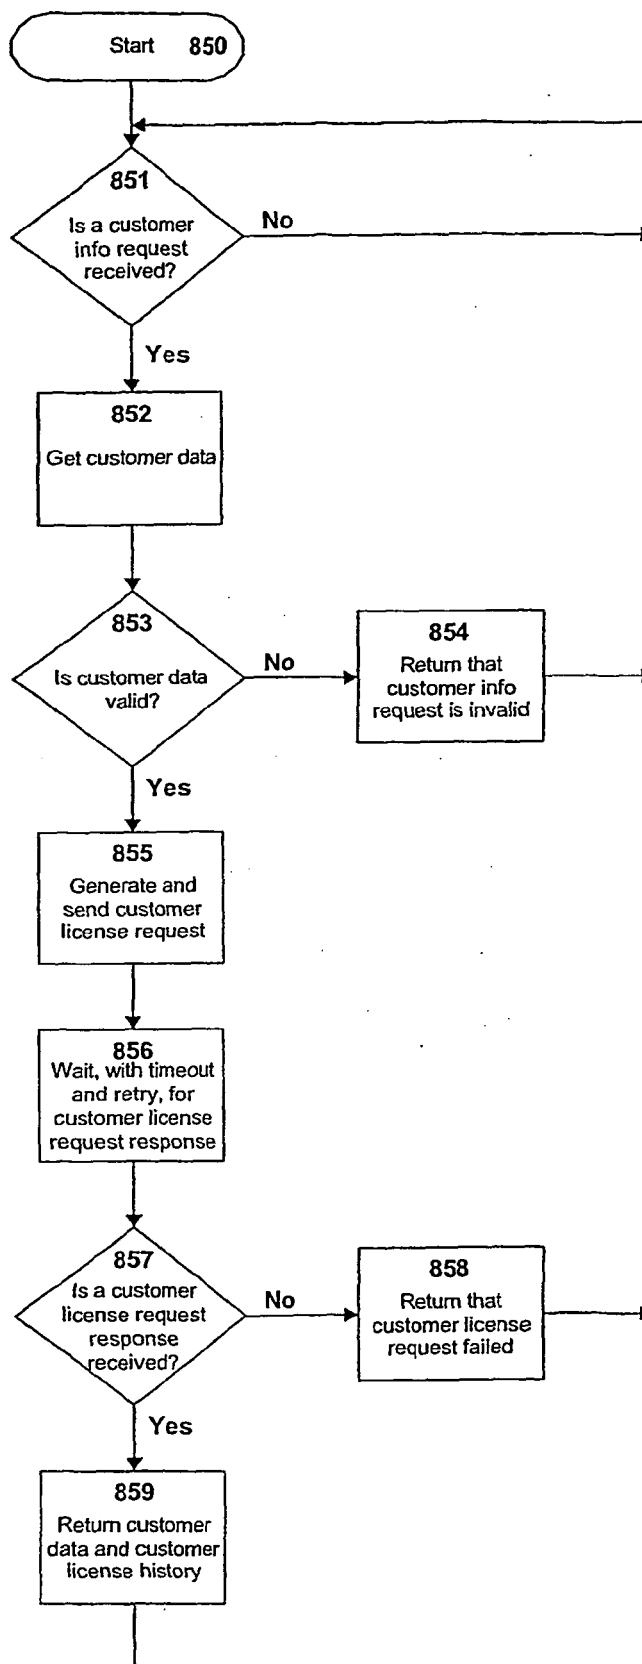 Start 850
851
Is a customer
info request
received?
No
Yes
852
Get customer data
853
Is customer data
valid?
No
854
Return that
customer info
request is invalid
Yes
855
Generate and
send customer
license request
856
Wait, with timeout
and retry, for
customer license
request response
857
Is a customer
license request
response
received?
No
858
Return that
customer license
request failed
Yes
859
Return customer
data and customer
license history